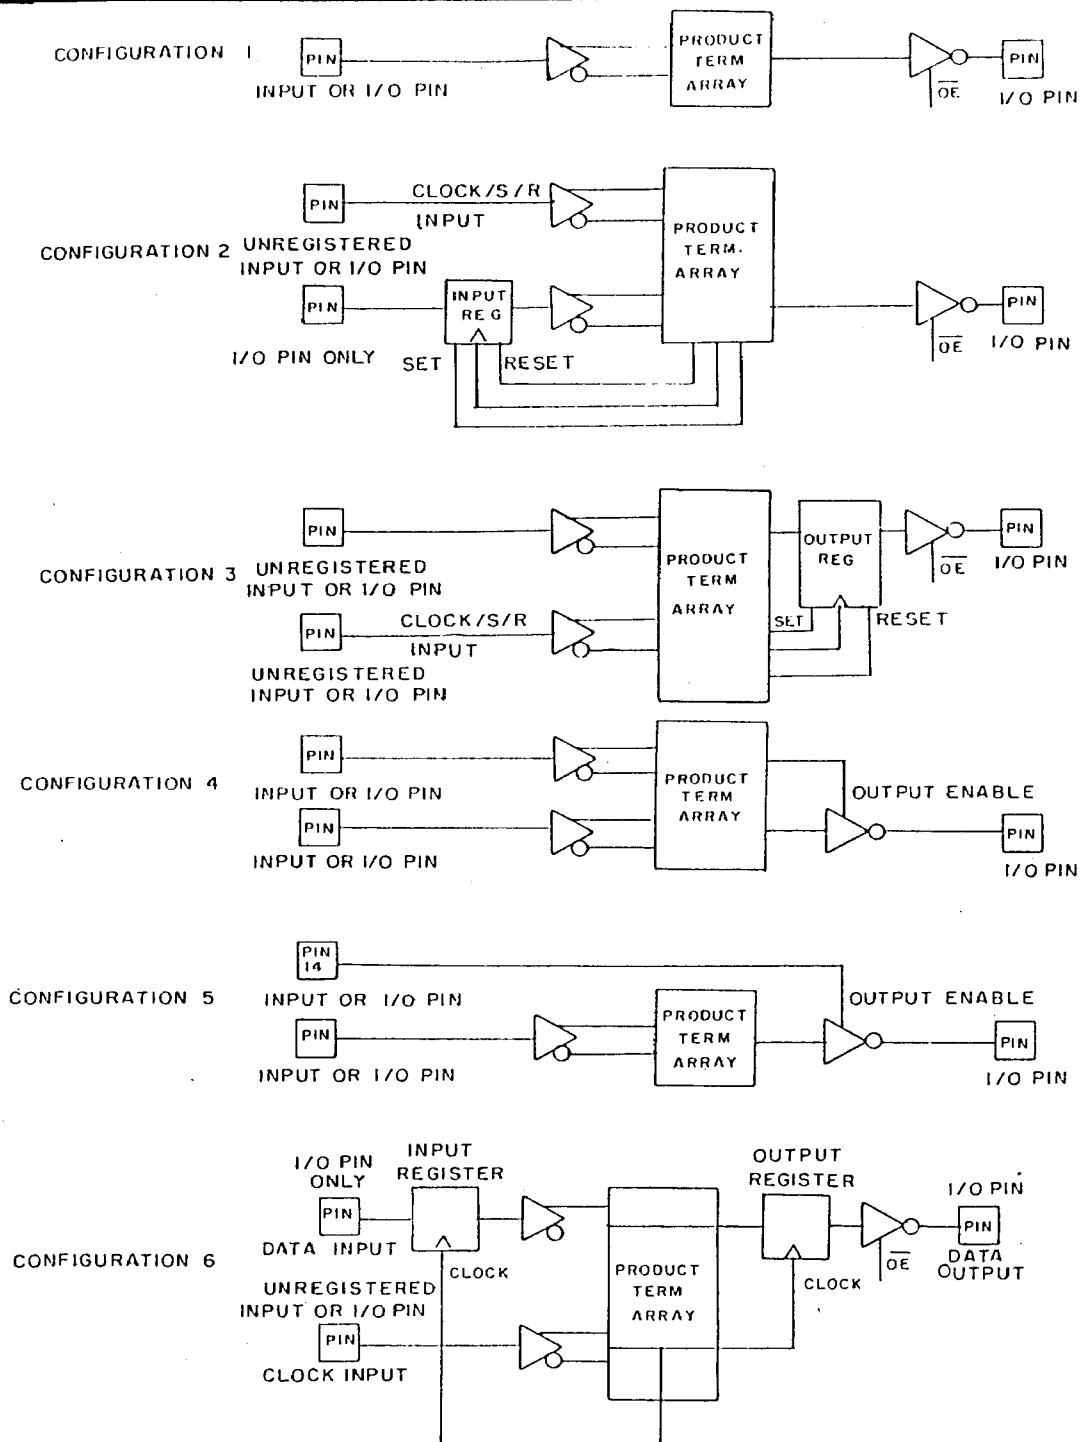 CONFIGURATION 1
PIN
INPUT OR I/O PIN
PRODUCT
TERM
ARRAY
OE
PIN
I/O PIN
CONFIGURATION 2
PIN
CLOCK/S/R
INPUT
UNREGISTERED
INPUT OR I/O PIN
PIN
I/O PIN ONLY
INPUT
REG
SET
RESET
PRODUCT
TERM.
ARRAY
OE
PIN
I/O PIN
CONFIGURATION 3
PIN
UNREGISTERED
INPUT OR I/O PIN
PIN
CLOCK/S/R
INPUT
UNREGISTERED
INPUT OR I/O PIN
PRODUCT
TERM
ARRAY
OUTPUT
REG
SET
RESET
OE
PIN
I/O PIN
CONFIGURATION 4
PIN
INPUT OR I/O PIN
PIN
INPUT OR I/O PIN
PRODUCT
TERM
ARRAY
OUTPUT ENABLE
PIN
I/O PIN
CONFIGURATION 5
PIN
14
INPUT OR I/O PIN
PIN
INPUT OR I/O PIN
PRODUCT
TERM
ARRAY
OUTPUT ENABLE
PIN
I/O PIN
CONFIGURATION 6
I/O PIN
ONLY
PIN
DATA INPUT
INPUT
REGISTER
CLOCK
UNREGISTERED
INPUT OR I/O PIN
PIN
CLOCK INPUT
PRODUCT
TERM
ARRAY
OUTPUT
REGISTER
CLOCK
OE
I/O PIN
PIN
DATA
OUTPUT